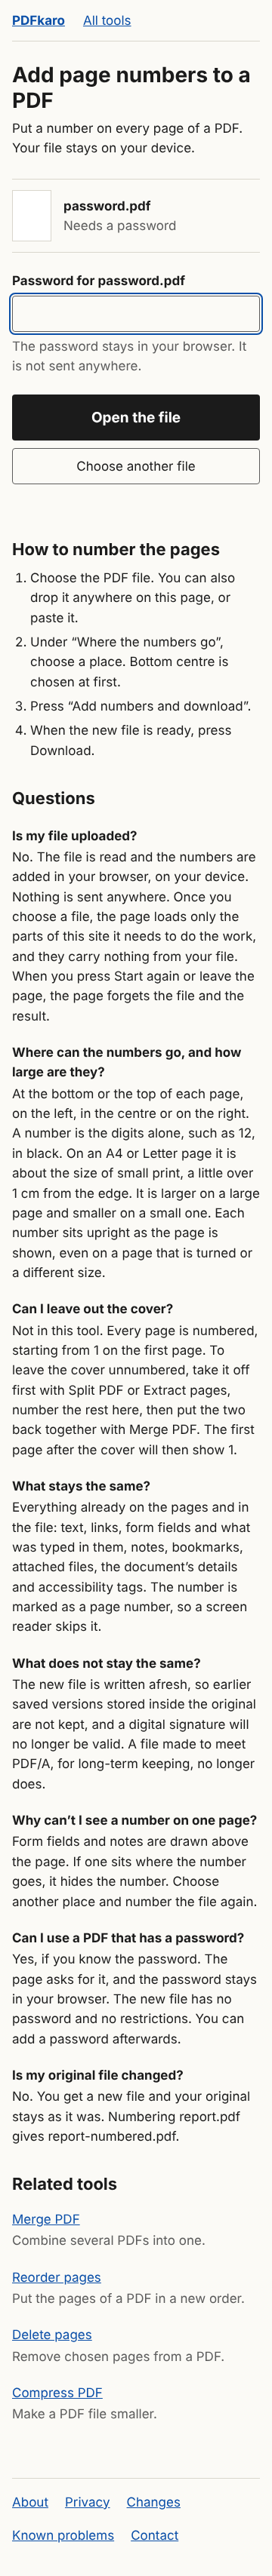 PDFkaro All tools
Add page numbers to a
PDF
Put a number on every page of a PDF.
Your file stays on your device.
password.pdf
Needs a password
Password for password.pdf
The password stays in your browser. It
is not sent anywhere.
Open the file
Choose another file
How to number the pages
1. Choose the PDF file. You can also
drop it anywhere on this page, or
paste it.
2. Under “Where the numbers go”,
choose a place. Bottom centre is
chosen at first.
3. Press “Add numbers and download”.
4. When the new file is ready, press
Download.
Questions
Is my file uploaded?
No. The file is read and the numbers are
added in your browser, on your device.
Nothing is sent anywhere. Once you
choose a file, the page loads only the
parts of this site it needs to do the work,
and they carry nothing from your file.
When you press Start again or leave the
page, the page forgets the file and the
result.
Where can the numbers go, and how
large are they?
At the bottom or the top of each page,
on the left, in the centre or on the right.
A number is the digits alone, such as 12,
in black. On an A4 or Letter page it is
about the size of small print, a little over
1 cm from the edge. It is larger on a large
page and smaller on a small one. Each
number sits upright as the page is
shown, even on a page that is turned or
a different size.
Can I leave out the cover?
Not in this tool. Every page is numbered,
starting from 1 on the first page. To
leave the cover unnumbered, take it off
first with Split PDF or Extract pages,
number the rest here, then put the two
back together with Merge PDF. The first
page after the cover will then show 1.
What stays the same?
Everything already on the pages and in
the file: text, links, form fields and what
was typed in them, notes, bookmarks,
attached files, the document’s details
and accessibility tags. The number is
marked as a page number, so a screen
reader skips it.
What does not stay the same?
The new file is written afresh, so earlier
saved versions stored inside the original
are not kept, and a digital signature will
no longer be valid. A file made to meet
PDF/A, for long-term keeping, no longer
does.
Why can’t I see a number on one page?
Form fields and notes are drawn above
the page. If one sits where the number
goes, it hides the number. Choose
another place and number the file again.
Can I use a PDF that has a password?
Yes, if you know the password. The
page asks for it, and the password stays
in your browser. The new file has no
password and no restrictions. You can
add a password afterwards.
Is my original file changed?
No. You get a new file and your original
stays as it was. Numbering report.pdf
gives report-numbered.pdf.
Related tools
Merge PDF
Combine several PDFs into one.
Reorder pages
Put the pages of a PDF in a new order.
Delete pages
Remove chosen pages from a PDF.
Compress PDF
Make a PDF file smaller.
About Privacy Changes
Known problems Contact